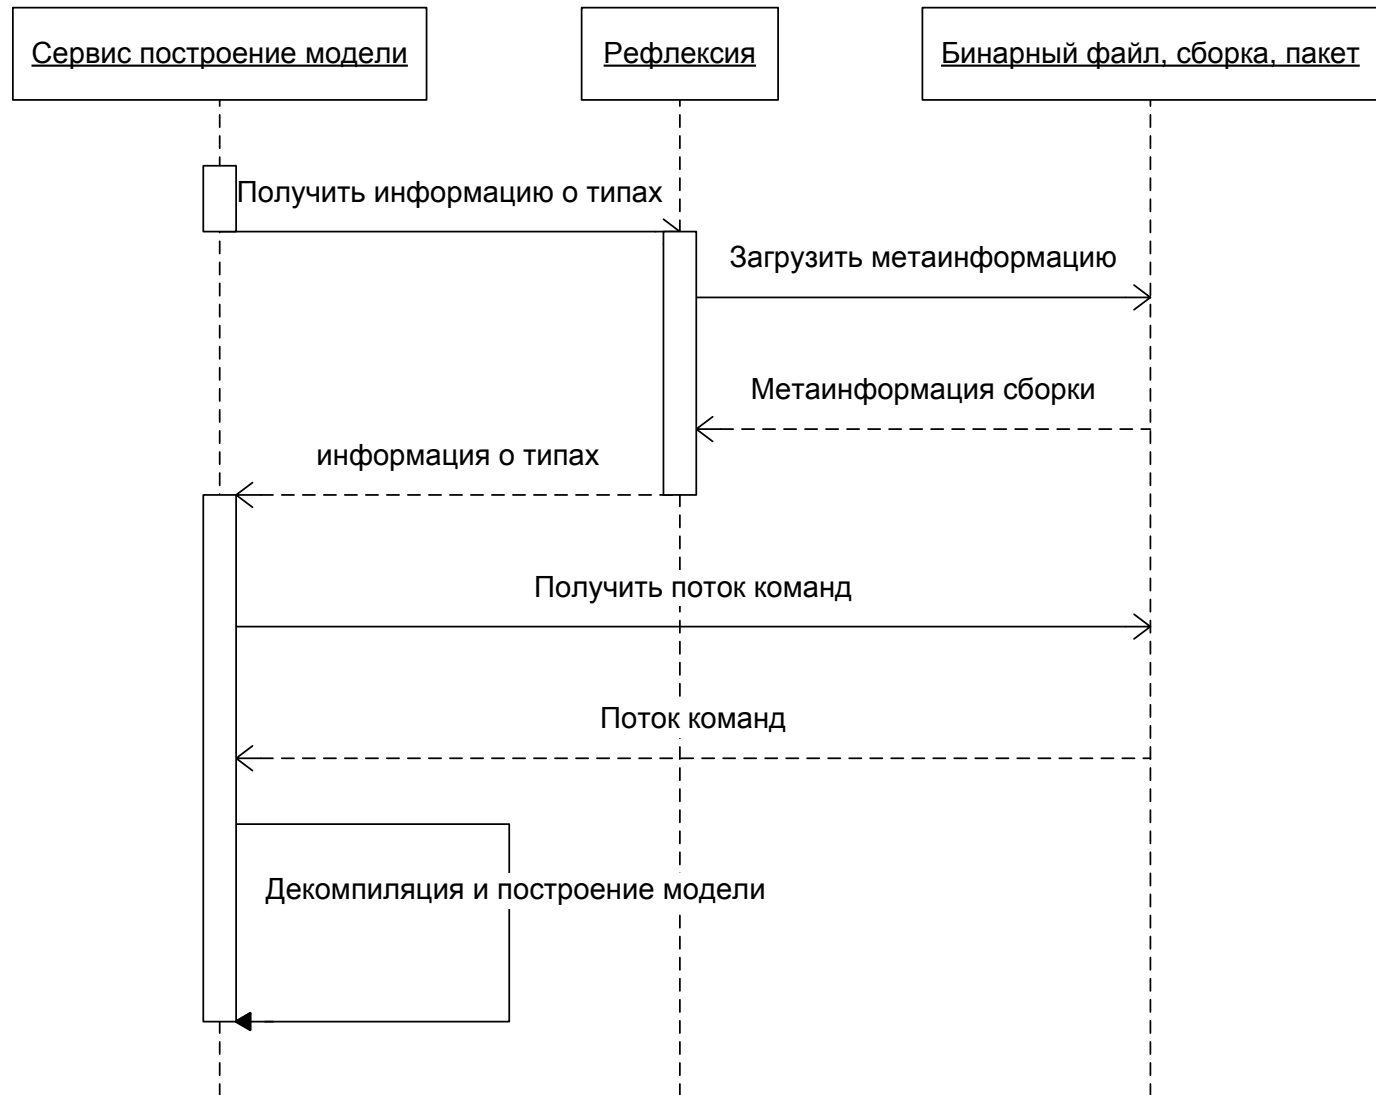 Сервис построение модели
Рефлексия
Бинарный файл, сборка, пакет
Получить информацию о типах
Загрузить метаинформацию
Метаинформация сборки
информация о типах
Получить поток команд
Поток команд
Декомпиляция и построение модели